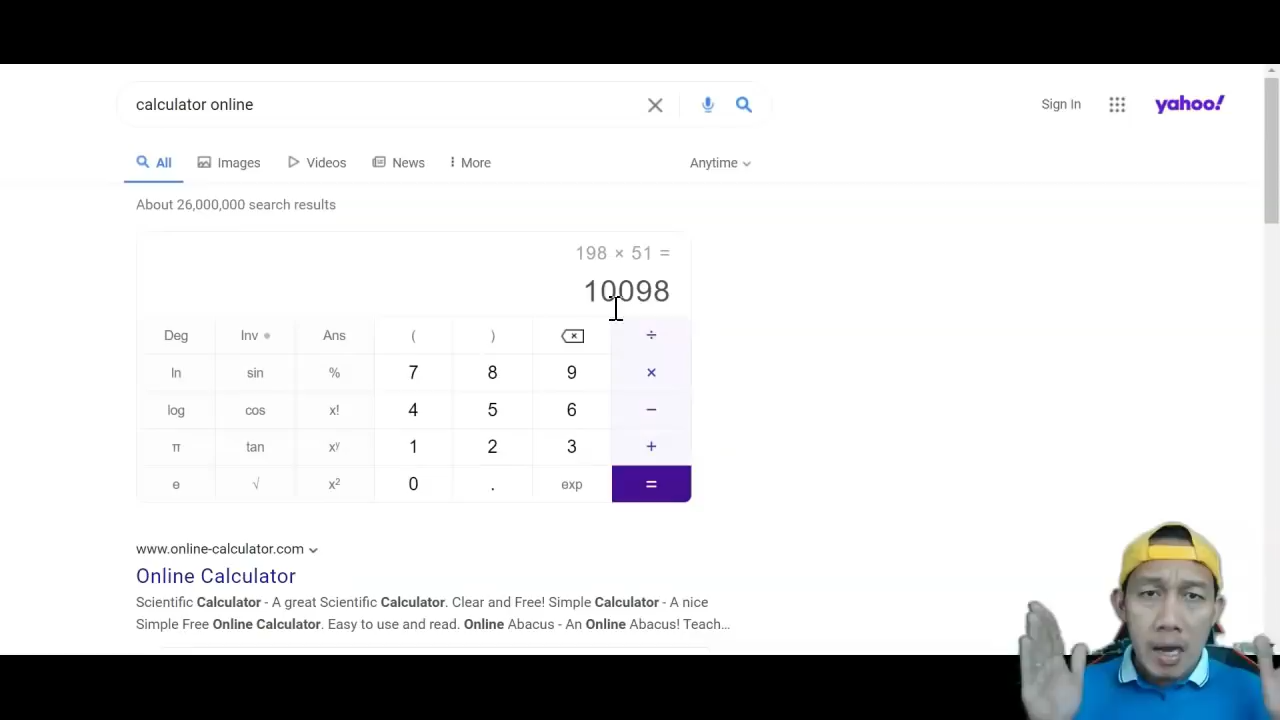 calculator online
Sign In
yahoo!
All
Images
Videos
News
More
Anytime
About 26,000,000 search results
198 × 51 =
10098
Deg Inv Ans ( ) ÷
ln sin % 7 8 9 ×
log cos x! 4 5 6 −
π tan xʸ 1 2 3 +
e √ x² 0 . exp =
www.online-calculator.com
Online Calculator
Scientific Calculator - A great Scientific Calculator. Clear and Free! Simple Calculator - A nice
Simple Free Online Calculator. Easy to use and read. Online Abacus - An Online Abacus! Teach…